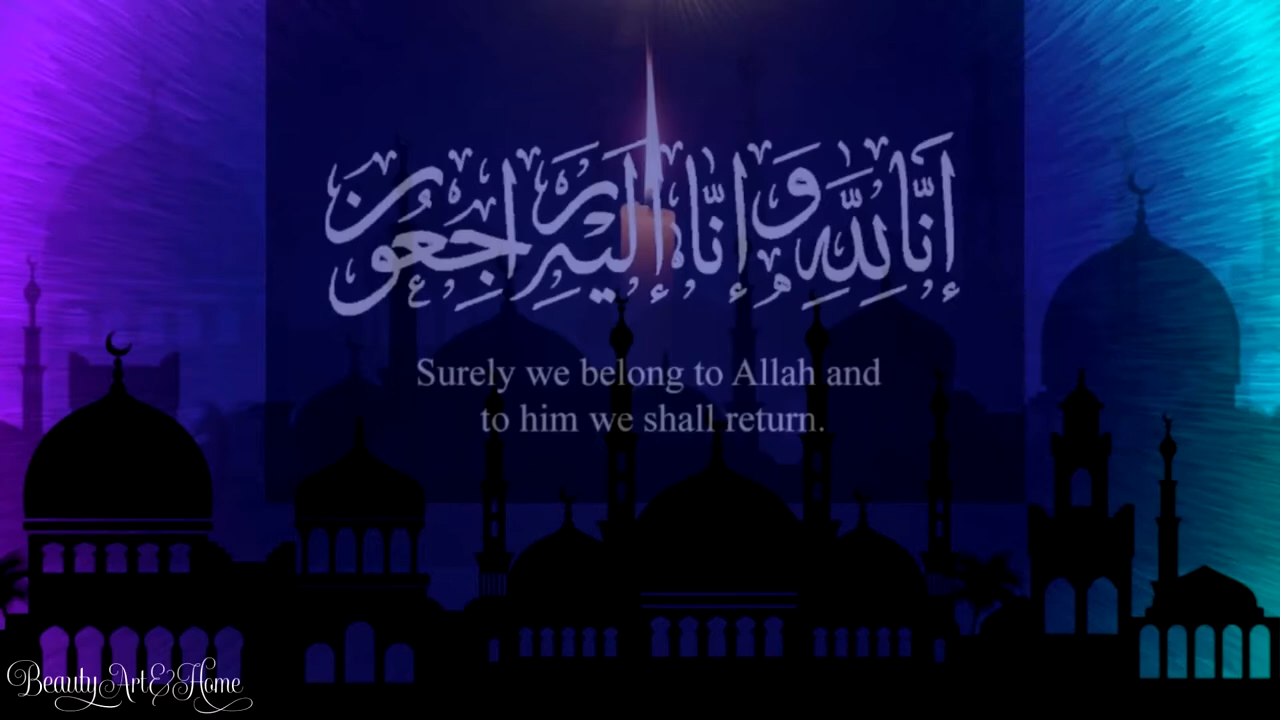 إِنَّا لِلَّهِ وَإِنَّا إِلَيْهِ رَاجِعُونَ
Surely we belong to Allah and
to him we shall return.
Beauty Art & Home